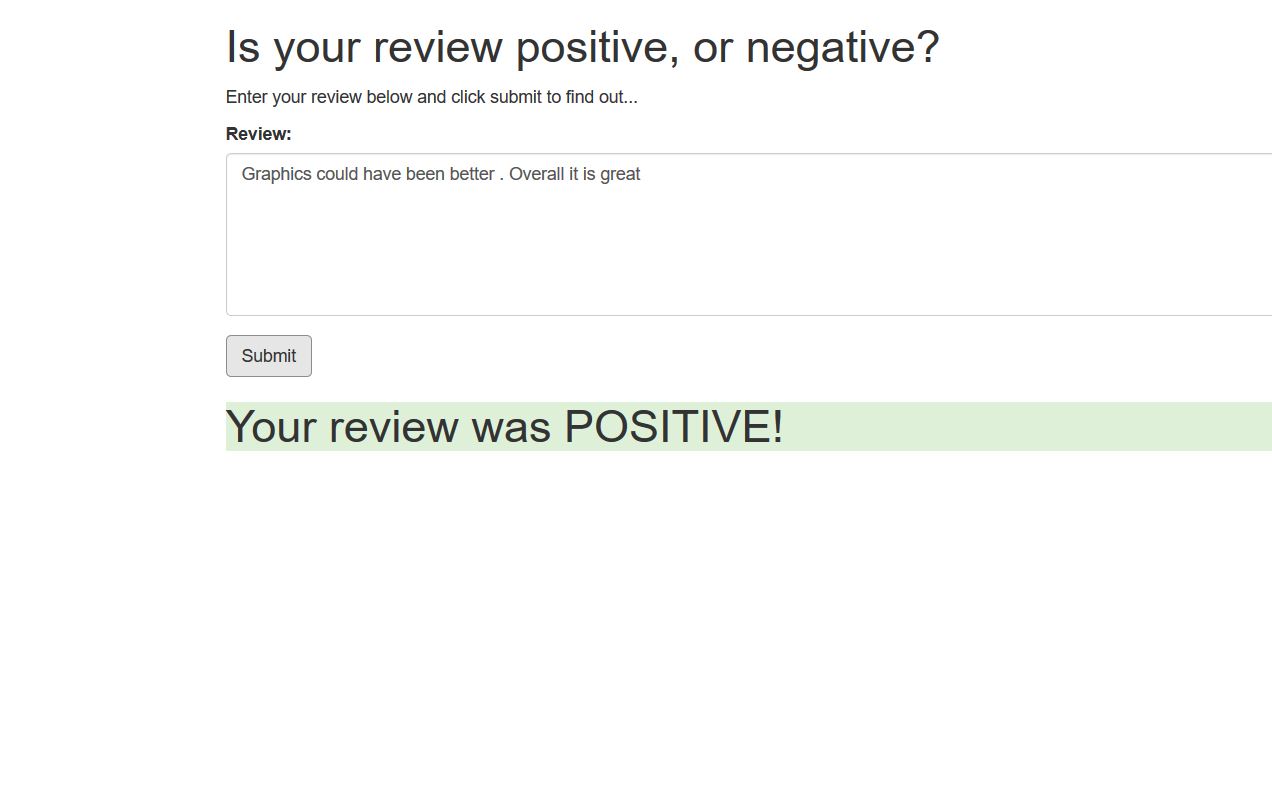 Is your review positive, or negative?
Enter your review below and click submit to find out...
Review:
Graphics could have been better . Overall it is great
Submit
Your review was POSITIVE!